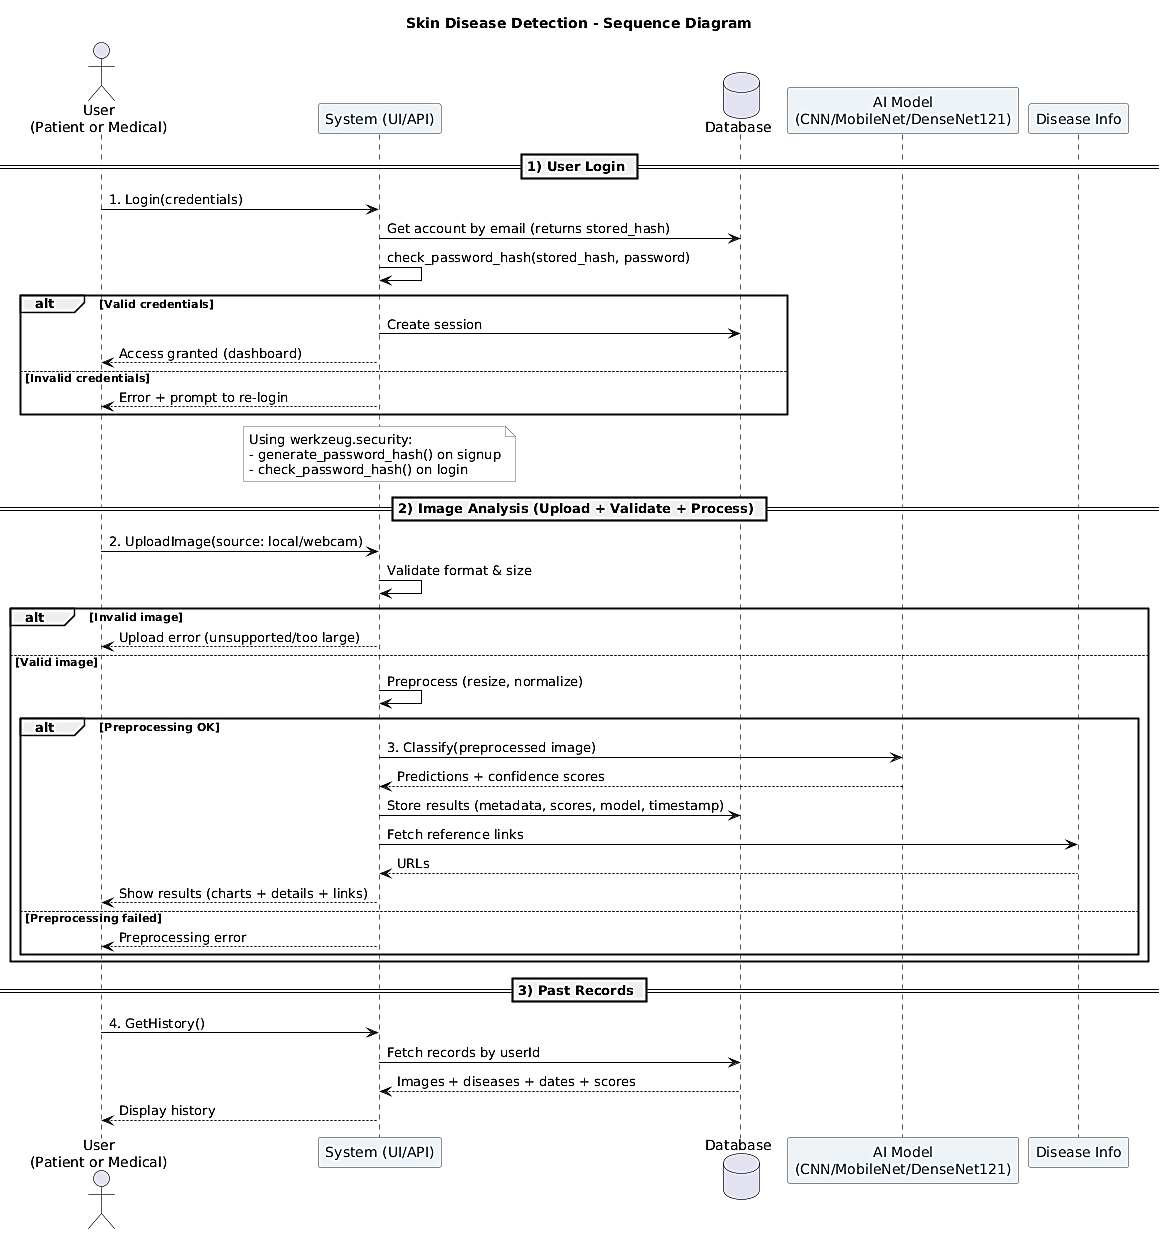 Skin Disease Detection - Sequence Diagram
User
(Patient or Medical)
System (UI/API)
Database
AI Model
(CNN/MobileNet/DenseNet121)
Disease Info
1) User Login
1. Login(credentials)
Get account by email (returns stored_hash)
check_password_hash(stored_hash, password)
alt [Valid credentials]
Create session
Access granted (dashboard)
[Invalid credentials]
Error + prompt to re-login
Using werkzeug.security:
- generate_password_hash() on signup
- check_password_hash() on login
2) Image Analysis (Upload + Validate + Process)
2. UploadImage(source: local/webcam)
Validate format & size
alt [Invalid image]
Upload error (unsupported/too large)
[Valid image]
Preprocess (resize, normalize)
alt [Preprocessing OK]
3. Classify(preprocessed image)
Predictions + confidence scores
Store results (metadata, scores, model, timestamp)
Fetch reference links
URLs
Show results (charts + details + links)
[Preprocessing failed]
Preprocessing error
3) Past Records
4. GetHistory()
Fetch records by userId
Images + diseases + dates + scores
Display history
User
(Patient or Medical)
System (UI/API)
Database
AI Model
(CNN/MobileNet/DenseNet121)
Disease Info